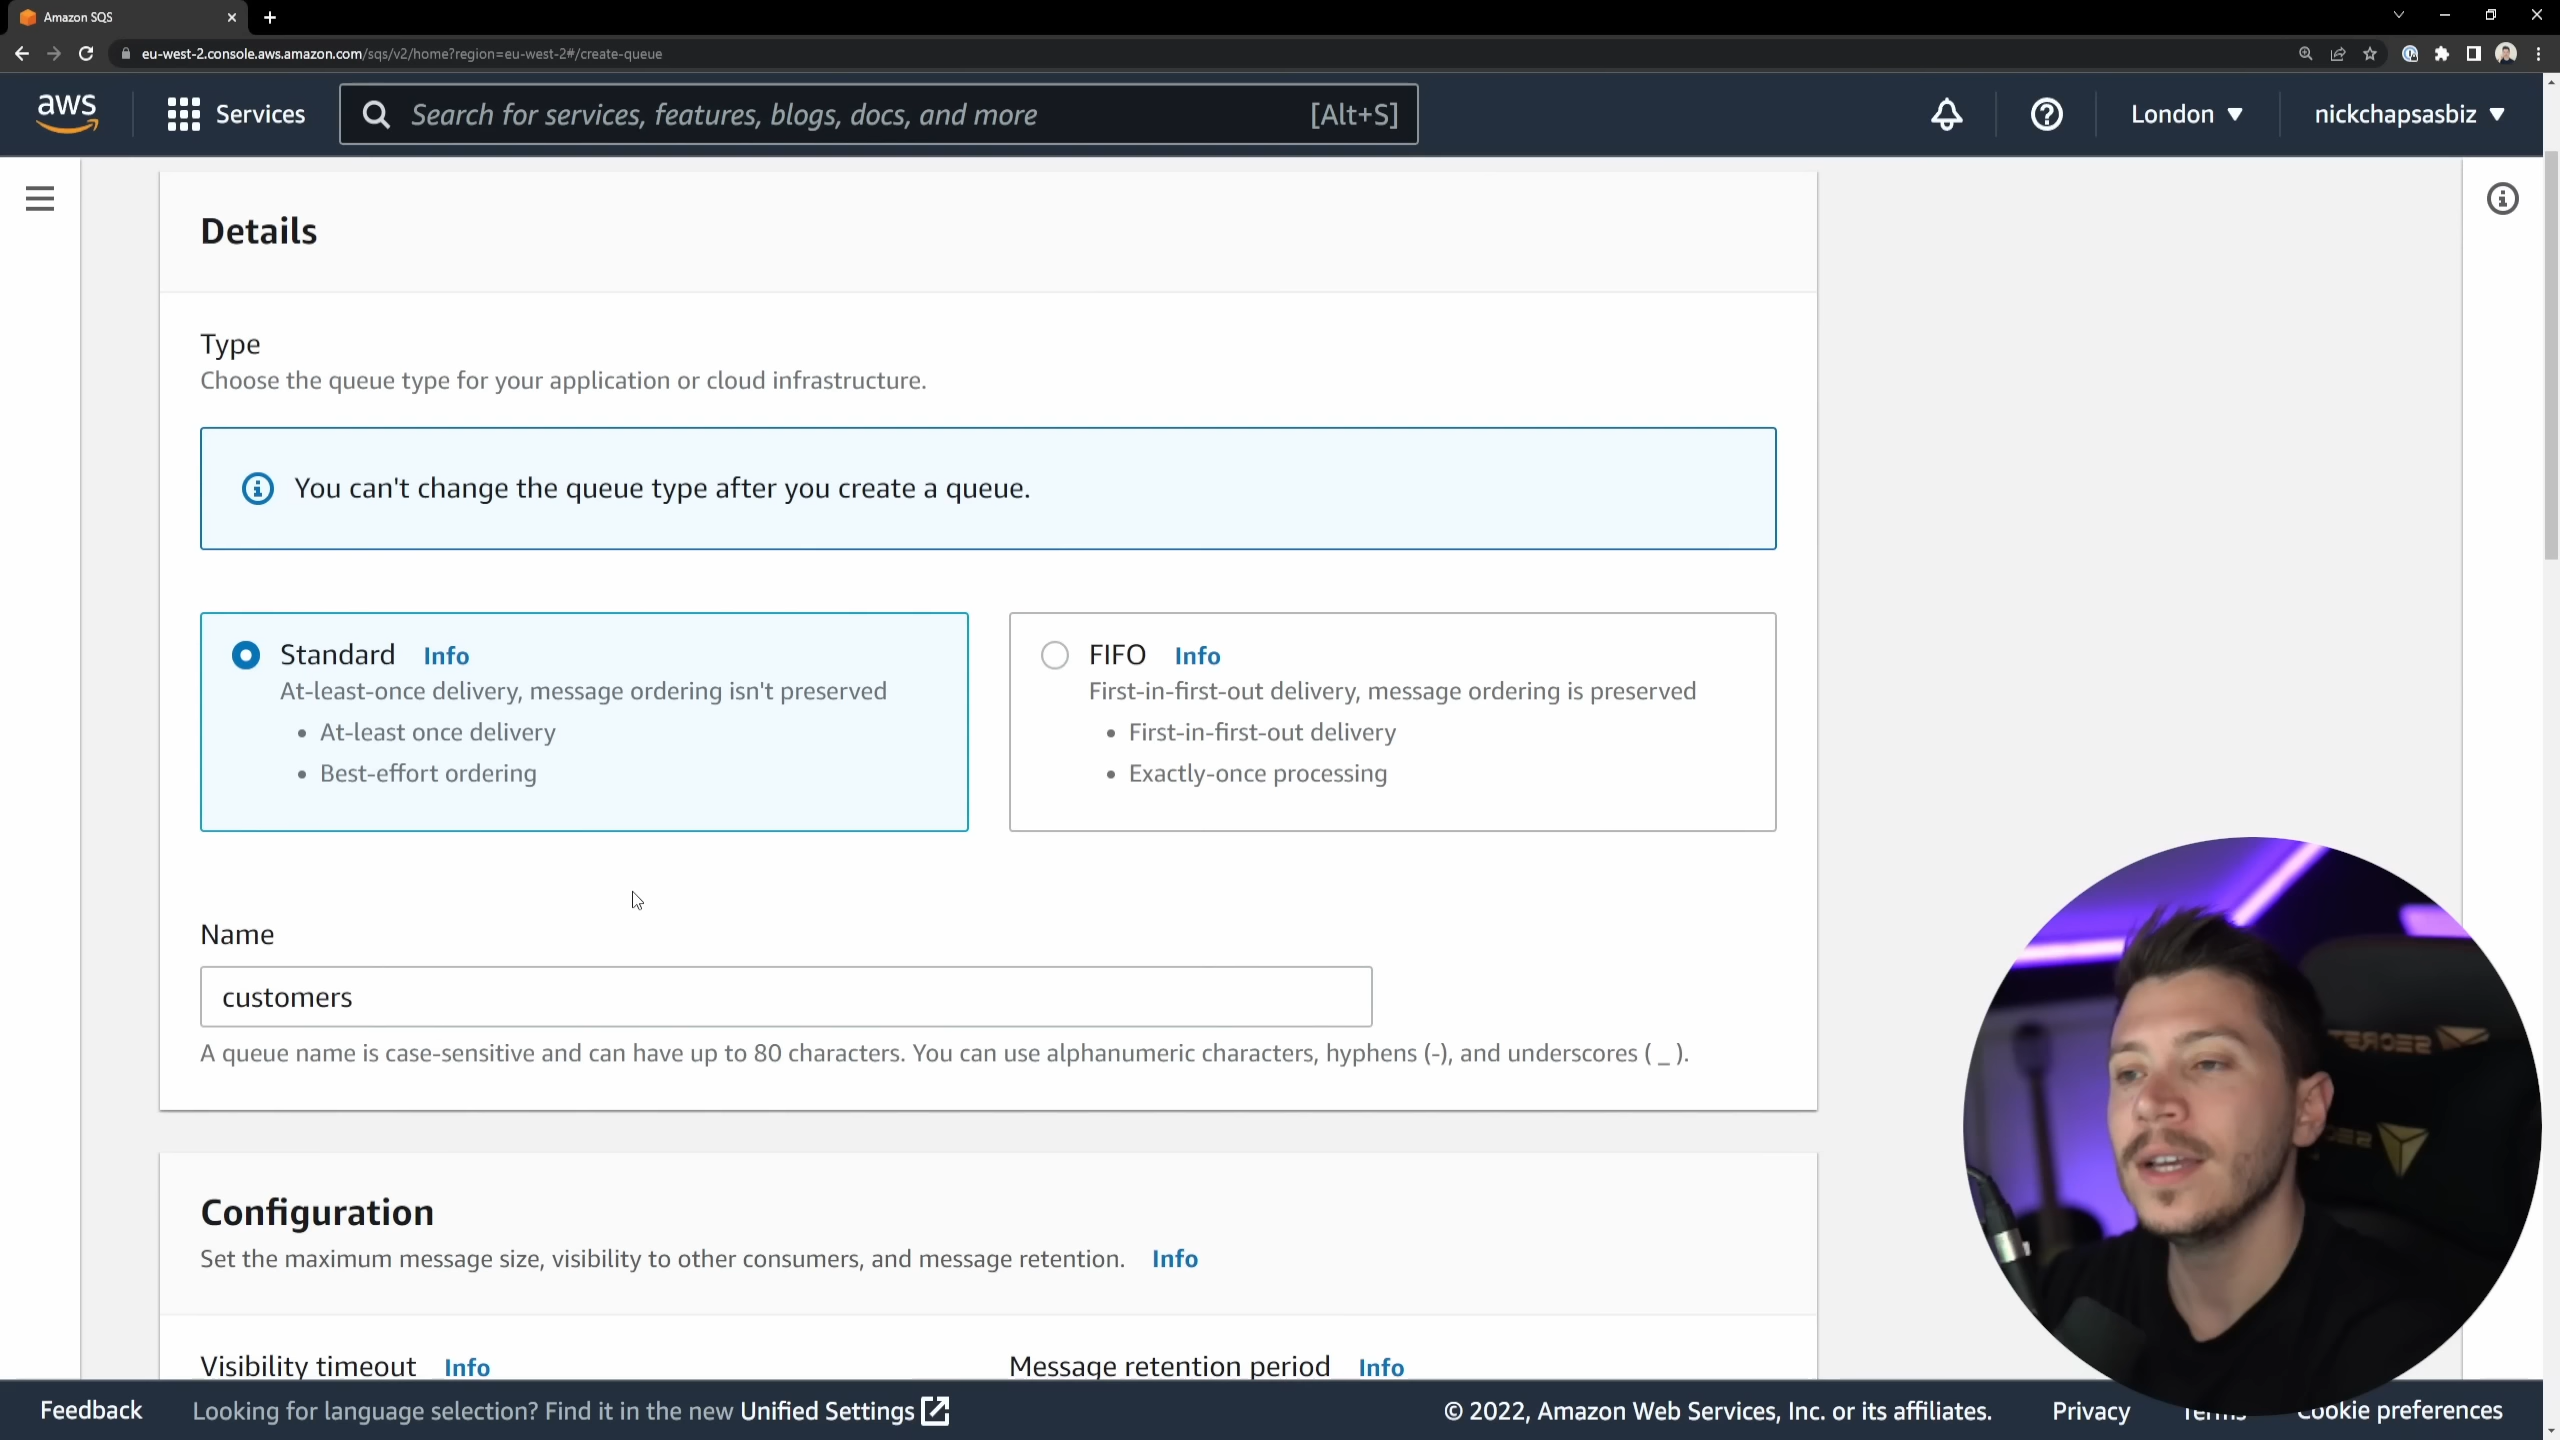 Amazon SQS
eu-west-2.console.aws.amazon.com/sqs/v2/home?region=eu-west-2#/create-queue
aws
Services
Search for services, features, blogs, docs, and more
[Alt+S]
London
nickchapsasbiz
Details
Type
Choose the queue type for your application or cloud infrastructure.
You can't change the queue type after you create a queue.
Standard Info
At-least-once delivery, message ordering isn't preserved
• At-least once delivery
• Best-effort ordering
FIFO Info
First-in-first-out delivery, message ordering is preserved
• First-in-first-out delivery
• Exactly-once processing
Name
customers
A queue name is case-sensitive and can have up to 80 characters. You can use alphanumeric characters, hyphens (-), and underscores ( _ ).
Configuration
Set the maximum message size, visibility to other consumers, and message retention. Info
Visibility timeout Info
Message retention period Info
Feedback
Looking for language selection? Find it in the new Unified Settings
© 2022, Amazon Web Services, Inc. or its affiliates.
Privacy
Terms
Cookie preferences